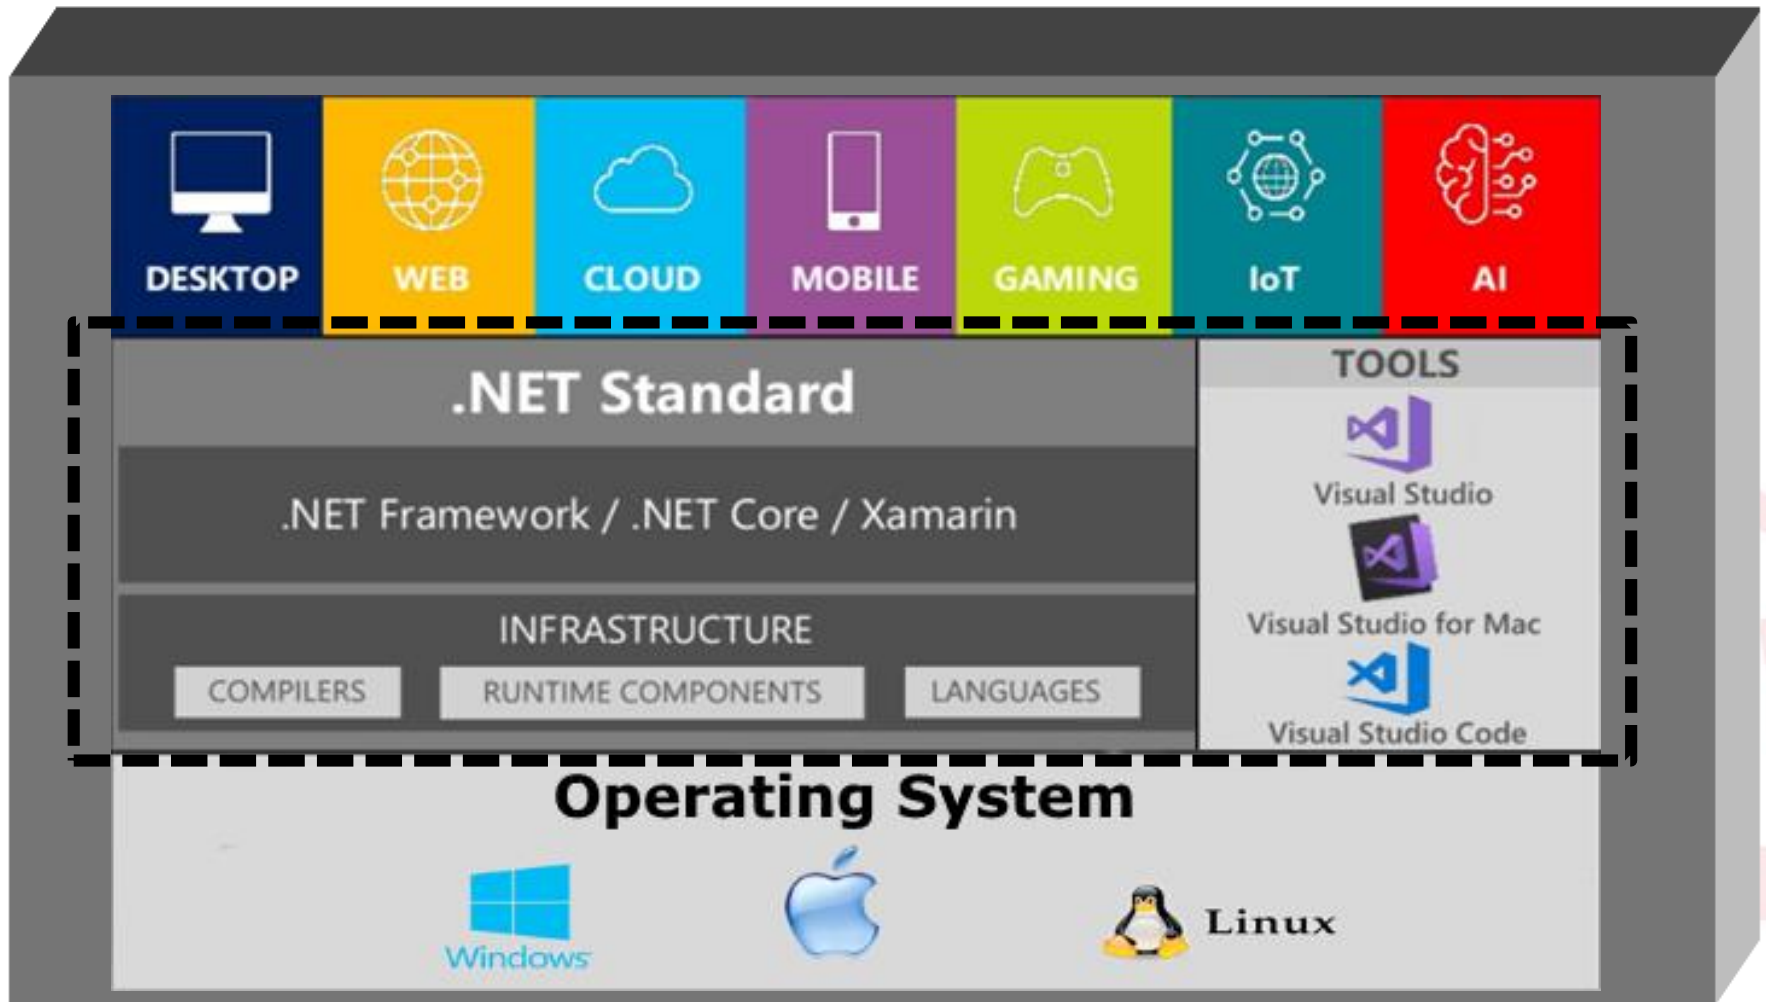 DESKTOP WEB CLOUD MOBILE GAMING IoT AI
.NET Standard
.NET Framework / .NET Core / Xamarin
INFRASTRUCTURE
COMPILERS RUNTIME COMPONENTS LANGUAGES
TOOLS
Visual Studio
Visual Studio for Mac
Visual Studio Code
Operating System
Windows
Linux